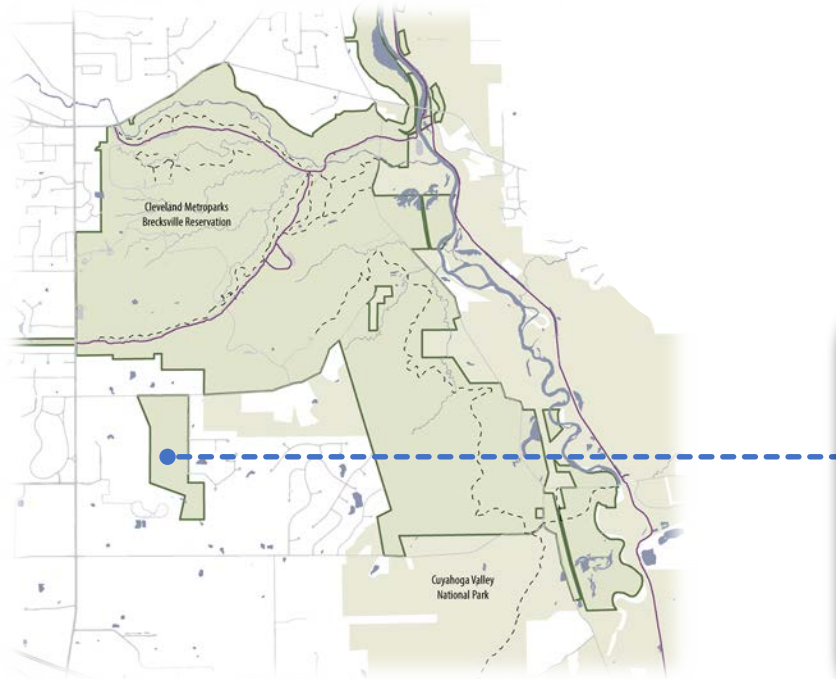 Cleveland Metroparks
Brecksville Reservation
Cuyahoga Valley
National Park